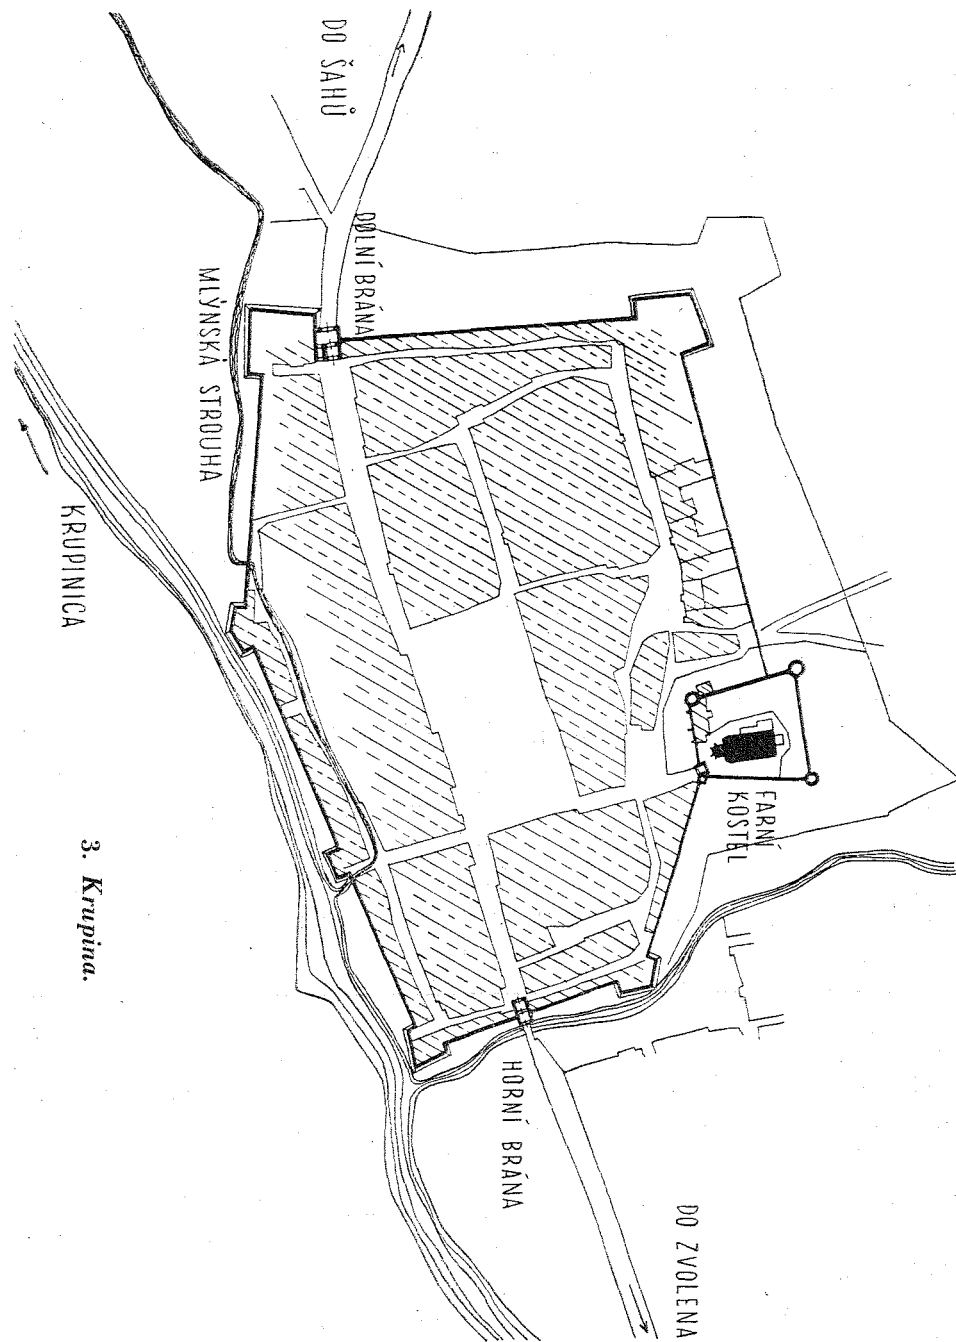 DO ŠAHŮ
DOLNÍ BRÁNA
MLÝNSKÁ STROUHA
KRUPINICA
FARNÍ
KOSTEL
HORNÍ BRÁNA
DO ZVOLENA
3. Krupina.